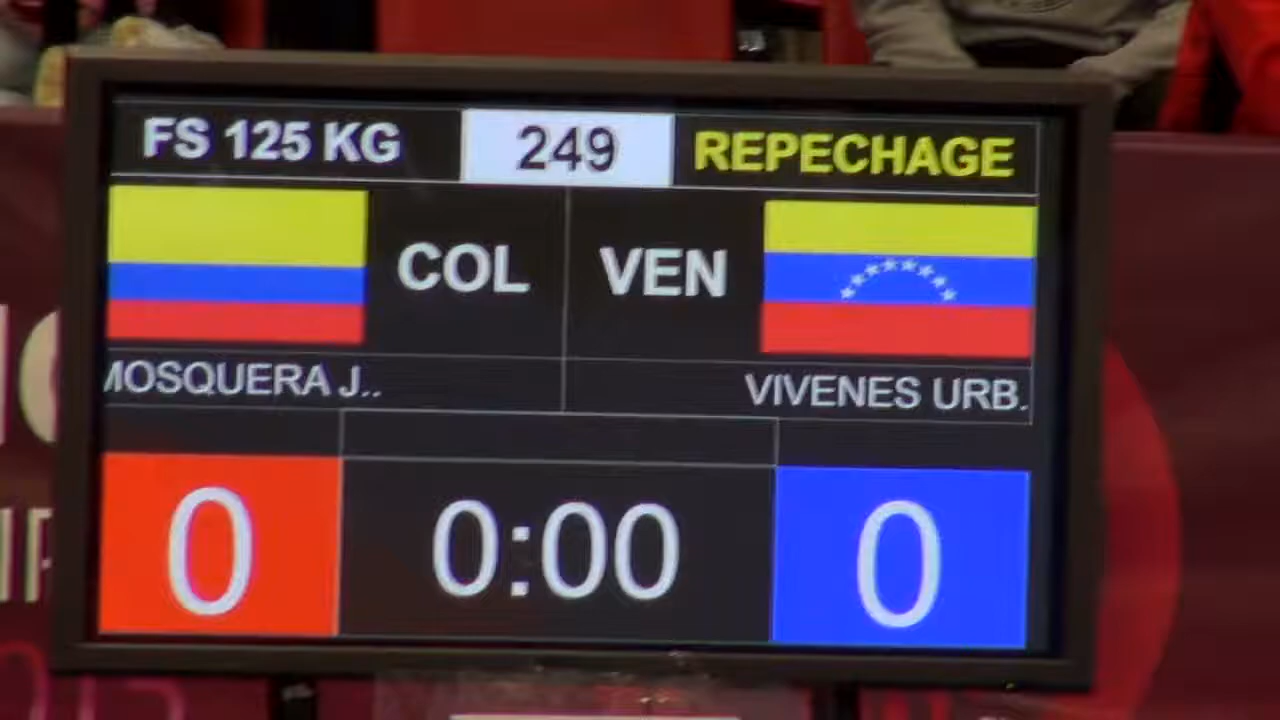 FS 125 KG 249 REPECHAGE
COL VEN
MOSQUERA J.. VIVENES URB.
0 0:00 0